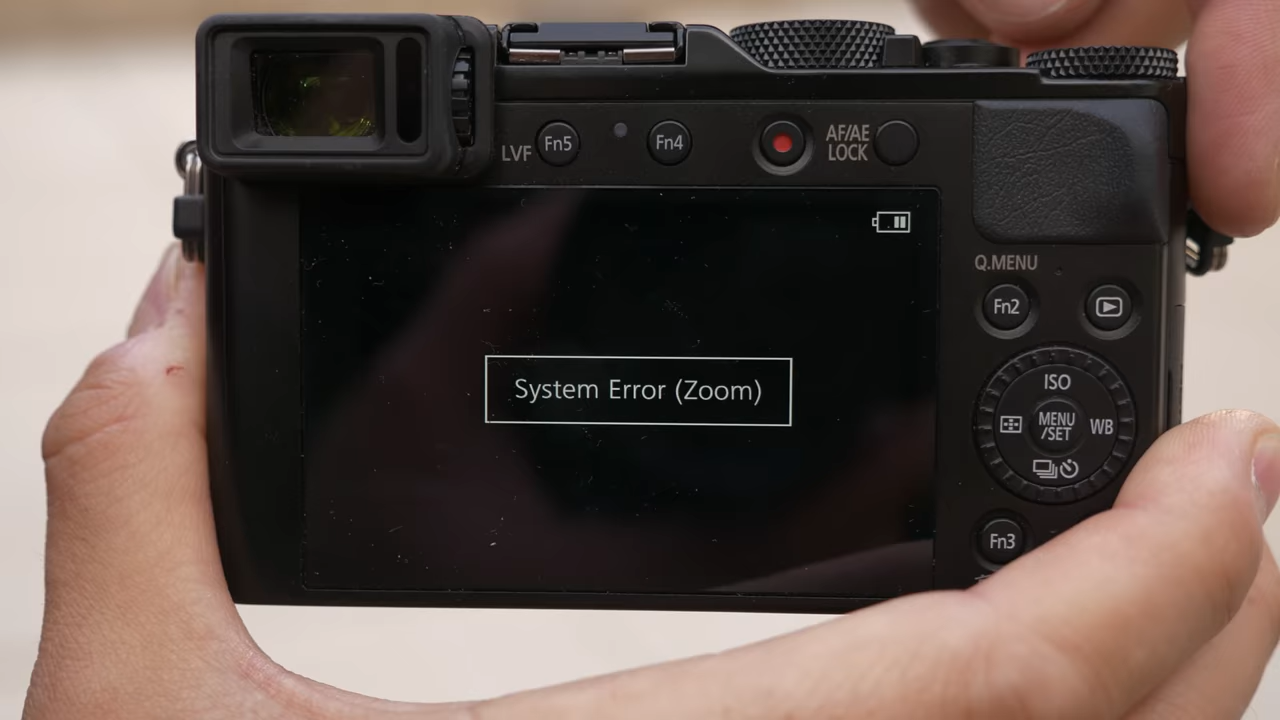 LVF
Fn5
Fn4
AF/AE
LOCK
System Error (Zoom)
Q.MENU
Fn2
ISO
MENU
/SET
WB
Fn3